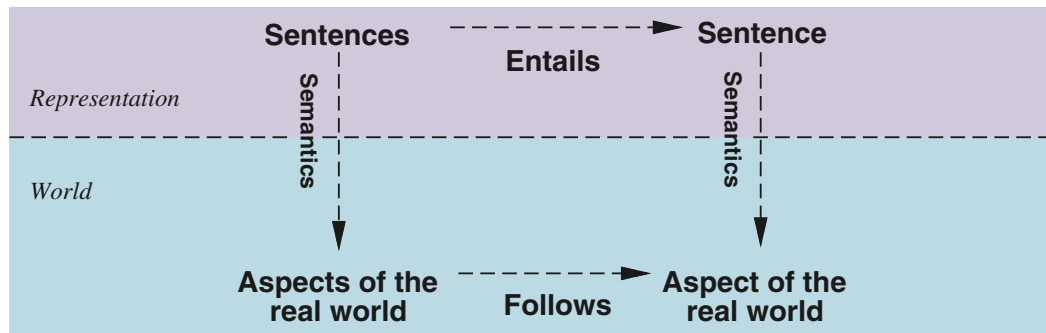 Sentences
Entails
Sentence
Representation
Semantics
Semantics
World
Aspects of the
real world
Follows
Aspect of the
real world